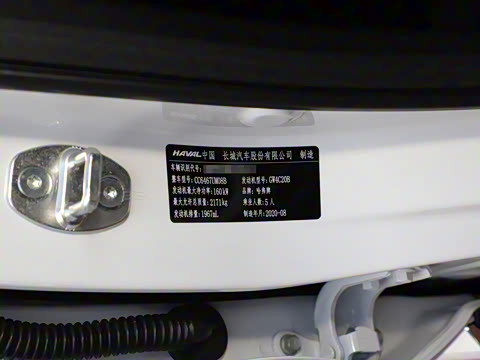 HAVAL 中国 长城汽车股份有限公司 制造
车辆识别代号:
整车型号: CC6467UM08B 发动机型号: GW4C20B
发动机最大净功率: 160kW 品牌: 哈弗牌
最大允许总质量: 2171kg 乘坐人数: 5人
发动机排量: 1967mL 制造年月: 2020-08